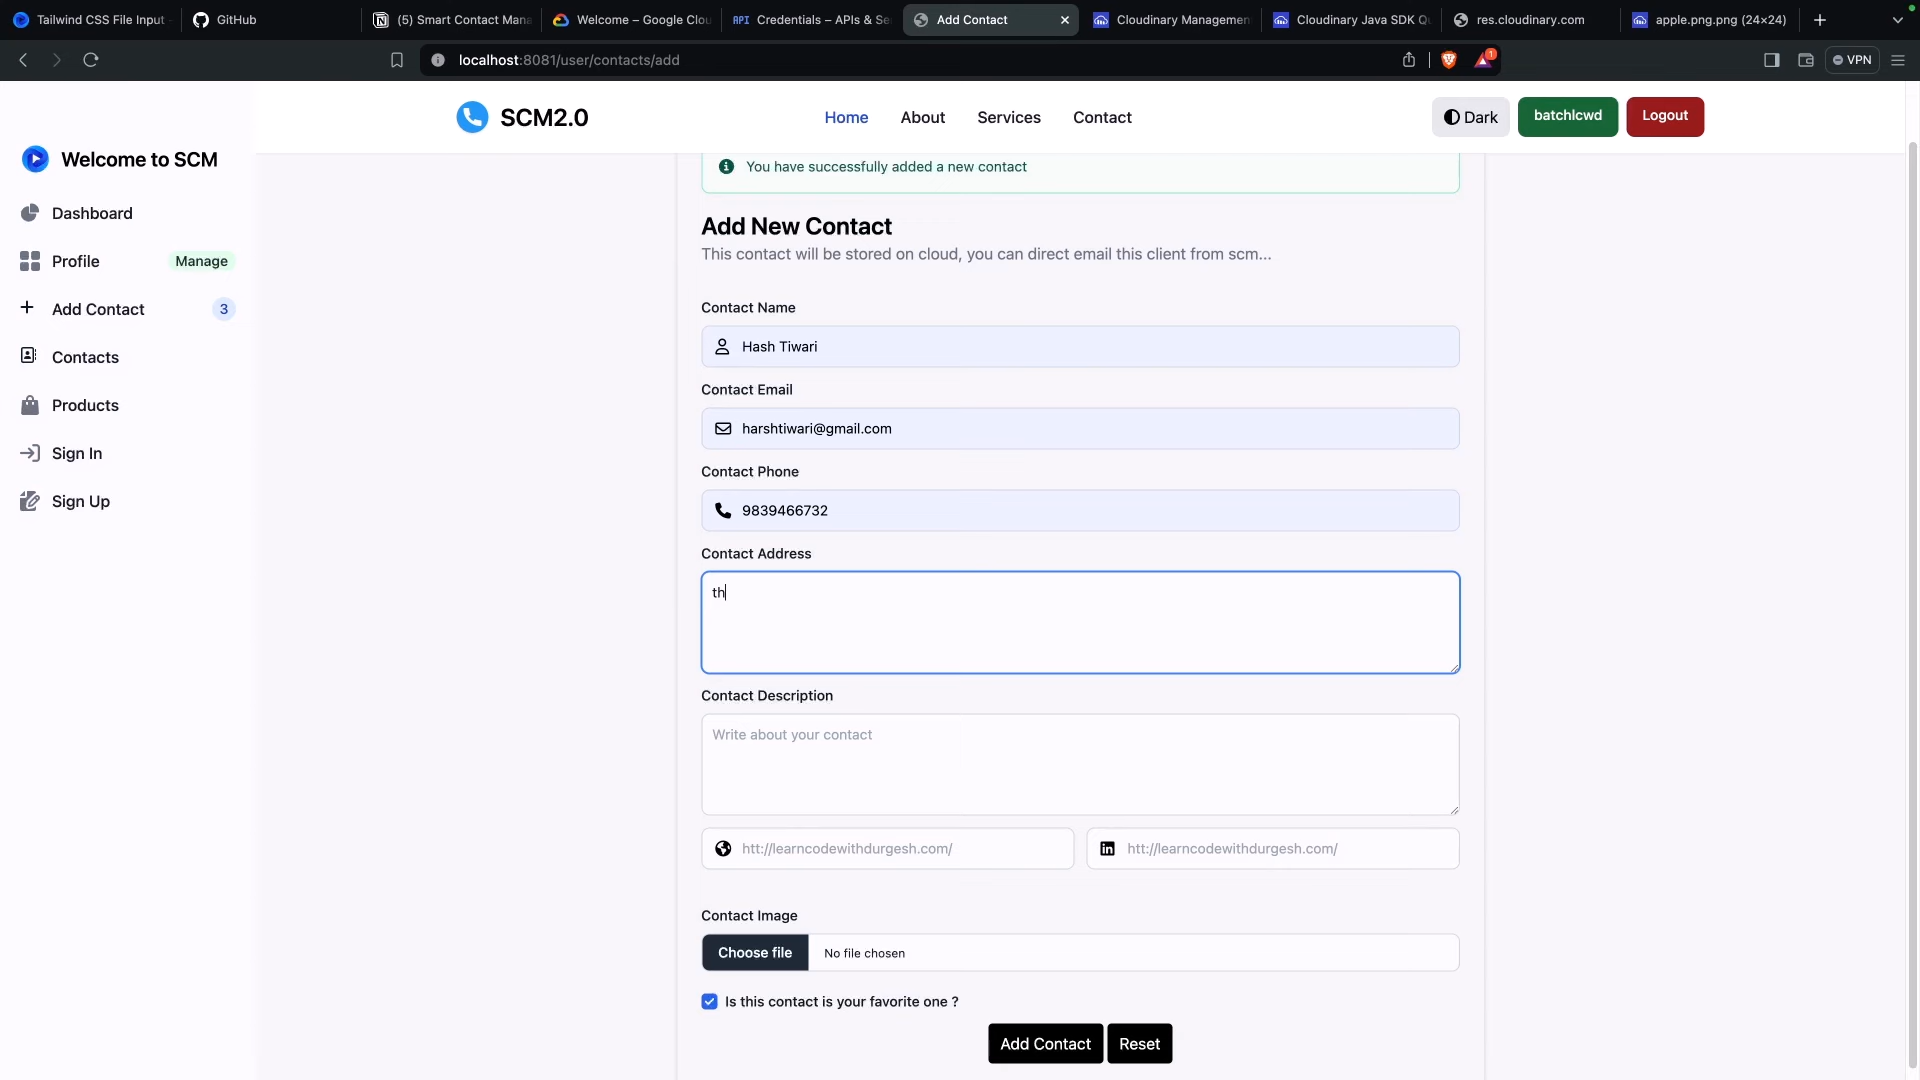 Tailwind CSS File Input
GitHub
(5) Smart Contact Mana
Welcome – Google Clou
API Credentials – APIs & Se
Add Contact
Cloudinary Managemen
Cloudinary Java SDK Qu
res.cloudinary.com
apple.png.png (24×24)
localhost:8081/user/contacts/add
1
VPN
SCM2.0
Home
About
Services
Contact
Dark
batchlcwd
Logout
Welcome to SCM
Dashboard
Profile
Manage
Add Contact
3
Contacts
Products
Sign In
Sign Up
You have successfully added a new contact
Add New Contact
This contact will be stored on cloud, you can direct email this client from scm...
Contact Name
Hash Tiwari
Contact Email
harshtiwari@gmail.com
Contact Phone
9839466732
Contact Address
th
Contact Description
Write about your contact
htt://learncodewithdurgesh.com/
htt://learncodewithdurgesh.com/
Contact Image
Choose file
No file chosen
Is this contact is your favorite one ?
Add Contact
Reset